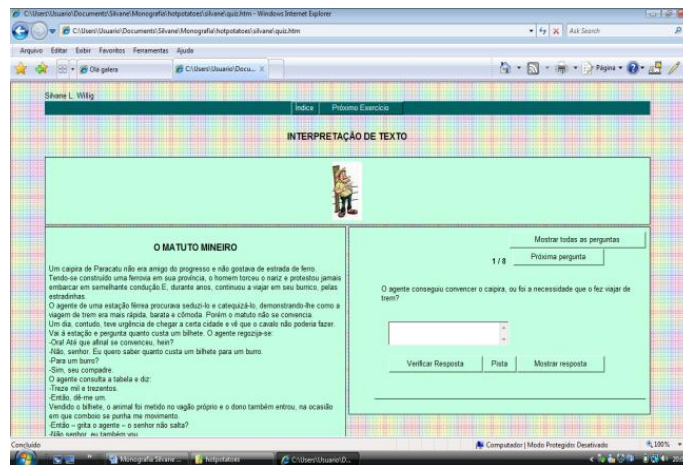 C:\Users\Usuario\Documents\Silvane\Monografia\hotpotatoes\silvane\quiz.htm - Windows Internet Explorer
C:\Users\Usuario\Documents\Silvane\Monografia\hotpotatoes\silvane\quiz.htm
Ask Search
Arquivo Editar Exibir Favoritos Ferramentas Ajuda
Olá galera
C:\Users\Usuario\Docu...
Página
Silvane L. Willig
Índice
Próximo Exercício
INTERPRETAÇÃO DE TEXTO
O MATUTO MINEIRO
Um caipira de Paracatu não era amigo do progresso e não gostava de estrada de ferro.
Tendo-se construído uma ferrovia em sua província, o homem torceu o nariz e protestou jamais
embarcar em semelhante condução.E, durante anos, continuou a viajar em seu burrico, pelas
estradinhas.
O agente de uma estação férrea procurava seduzi-lo e catequizá-lo, demonstrando-lhe como a
viagem de trem era mais rápida, barata e cômoda. Porém o matuto não se convencia.
Um dia, contudo, teve urgência de chegar a certa cidade e vê que o cavalo não poderia fazer.
Vai à estação e pergunta quanto custa um bilhete. O agente regozija-se:
-Ora! Até que afinal se convenceu, hein?
-Não, senhor. Eu quero saber quanto custa um bilhete para um burro.
-Para um burro?
-Sim, seu compadre.
O agente consulta a tabela e diz:
-Treze mil e trezentos.
-Então, dê-me um.
Vendido o bilhete, o animal foi metido no vagão próprio e o dono também entrou, na ocasião
em que comboio se punha me movimento.
-Então – grita o agente – o senhor não salta?
-Não senhor, eu também vou
Mostrar todas as perguntas
1 / 8
Próxima pergunta
O agente conseguiu convencer o caipira, ou foi a necessidade que o fez viajar de
trem?
Verificar Resposta
Pista
Mostrar resposta
Concluído
Computador | Modo Protegido: Desativado
100%
Monografia Silvane ...
hotpotatoes
C:\Users\Usuario\D...